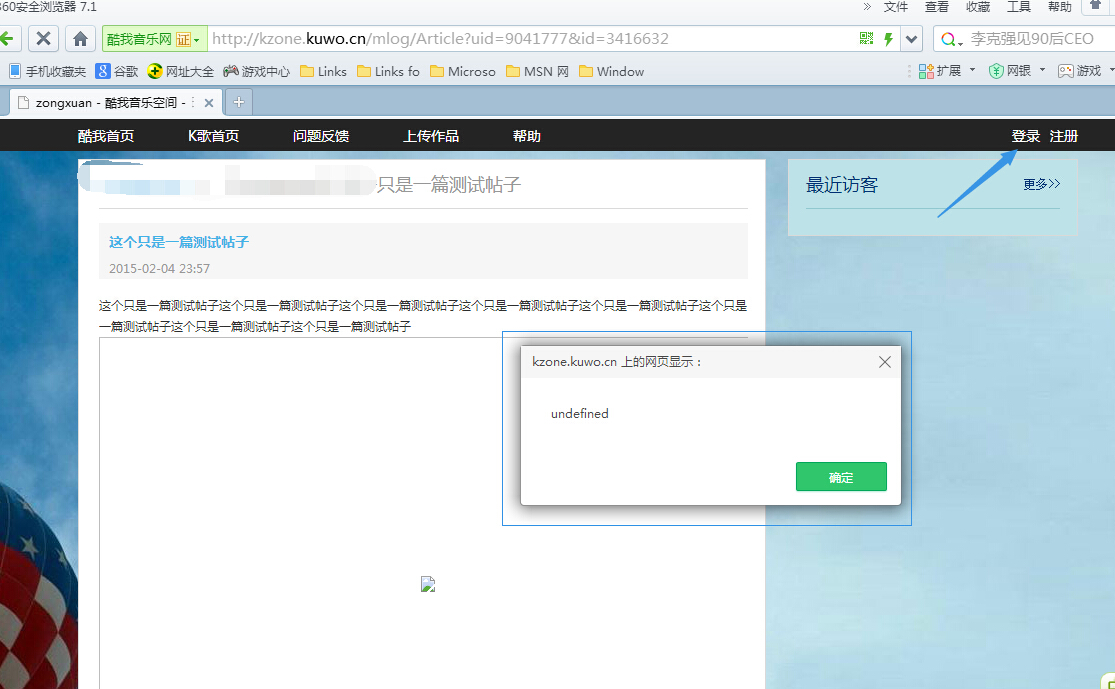 360安全浏览器 7.1
» 文件 查看 收藏 工具 帮助
酷我音乐网 证 http://kzone.kuwo.cn/mlog/Article?uid=9041777&id=3416632 李克强见90后CEO
手机收藏夹 谷歌 网址大全 游戏中心 Links Links fo Microso MSN 网 Window 扩展 网银 游戏
zongxuan - 酷我音乐空间 -
酷我首页 K歌首页 问题反馈 上传作品 帮助 登录 注册
只是一篇测试帖子
最近访客 更多>>
这个只是一篇测试帖子
2015-02-04 23:57
这个只是一篇测试帖子这个只是一篇测试帖子这个只是一篇测试帖子这个只是一篇测试帖子这个只是一篇测试帖子这个只是
一篇测试帖子这个只是一篇测试帖子这个只是一篇测试帖子
kzone.kuwo.cn 上的网页显示：
undefined
确定